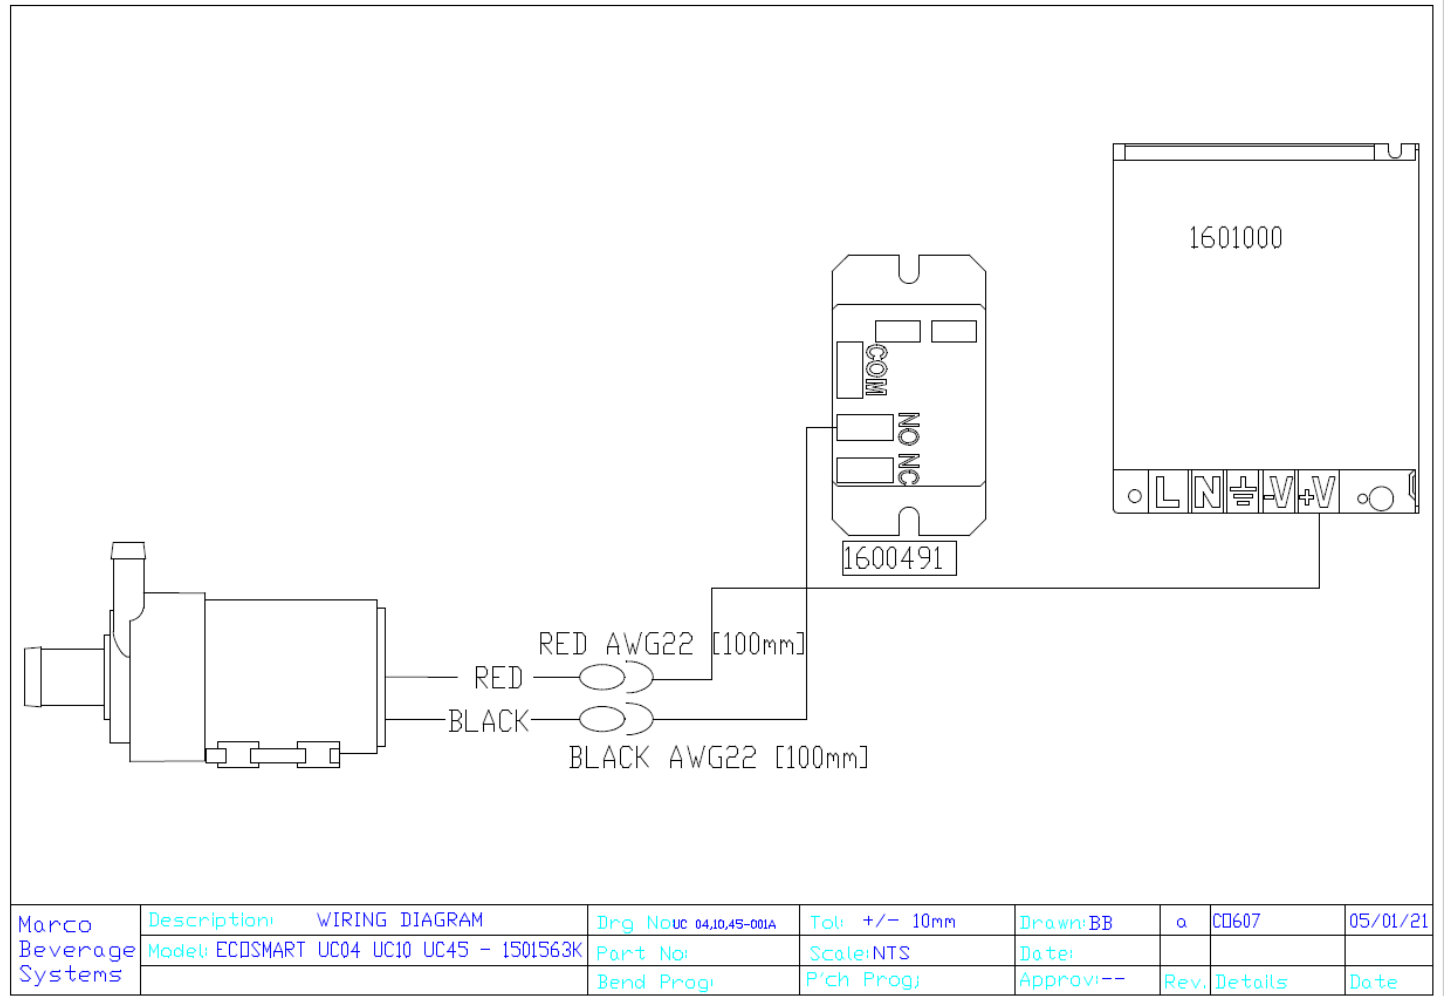 1601000
COM
NO
NC
L N -V +V
1600491
RED AWG22 [100mm]
RED
BLACK
BLACK AWG22 [100mm]
Marco
Beverage
Systems
Description: WIRING DIAGRAM
Model: ECOSMART UC04 UC10 UC45 - 1501563K
Drg No: UC 04,10,45-001A
Part No:
Bend Prog:
Tol: +/- 10mm
Scale: NTS
P'ch Prog;
Drawn: BB
Date:
Approv: --
a CO607 05/01/21
Rev. Details Date